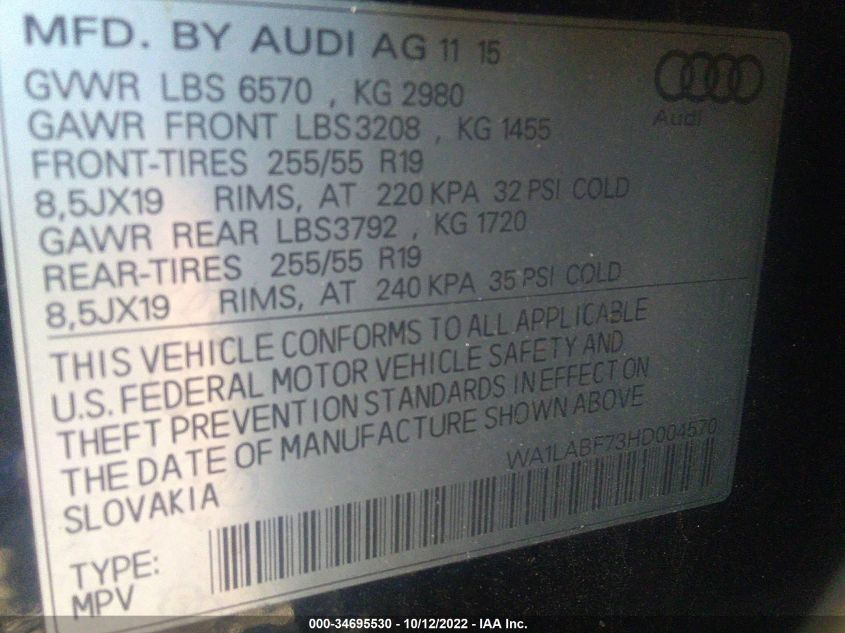 MFD. BY AUDI AG 11 15
GVWR LBS 6570 , KG 2980
Audi
GAWR FRONT LBS3208 , KG 1455
FRONT-TIRES 255/55 R19
8,5JX19 RIMS, AT 220 KPA 32 PSI COLD
GAWR REAR LBS3792 , KG 1720
REAR-TIRES 255/55 R19
8,5JX19 RIMS, AT 240 KPA 35 PSI COLD
THIS VEHICLE CONFORMS TO ALL APPLICABLE
U.S. FEDERAL MOTOR VEHICLE SAFETY AND
THEFT PREVENTION STANDARDS IN EFFECT ON
THE DATE OF MANUFACTURE SHOWN ABOVE
SLOVAKIA
WA1LABF73HD004570
TYPE:
MPV
000-34695530 - 10/12/2022 - IAA Inc.